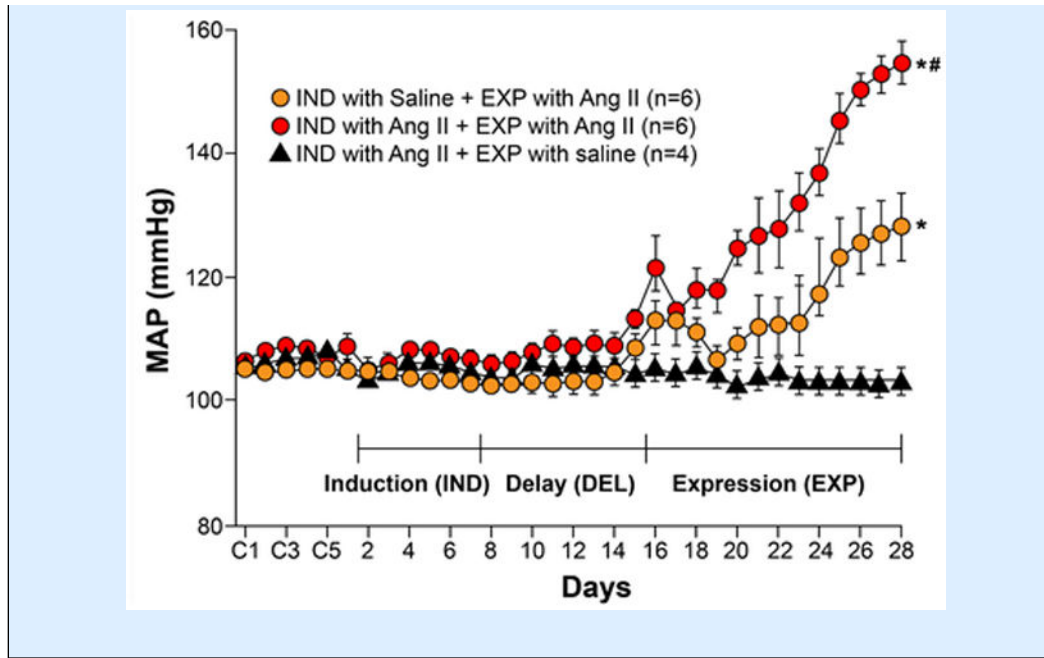 160
140
120
100
80
MAP (mmHg)
IND with Saline + EXP with Ang II (n=6)
IND with Ang II + EXP with Ang II (n=6)
IND with Ang II + EXP with saline (n=4)
*#
*
Induction (IND) Delay (DEL) Expression (EXP)
C1 C3 C5 2 4 6 8 10 12 14 16 18 20 22 24 26 28
Days